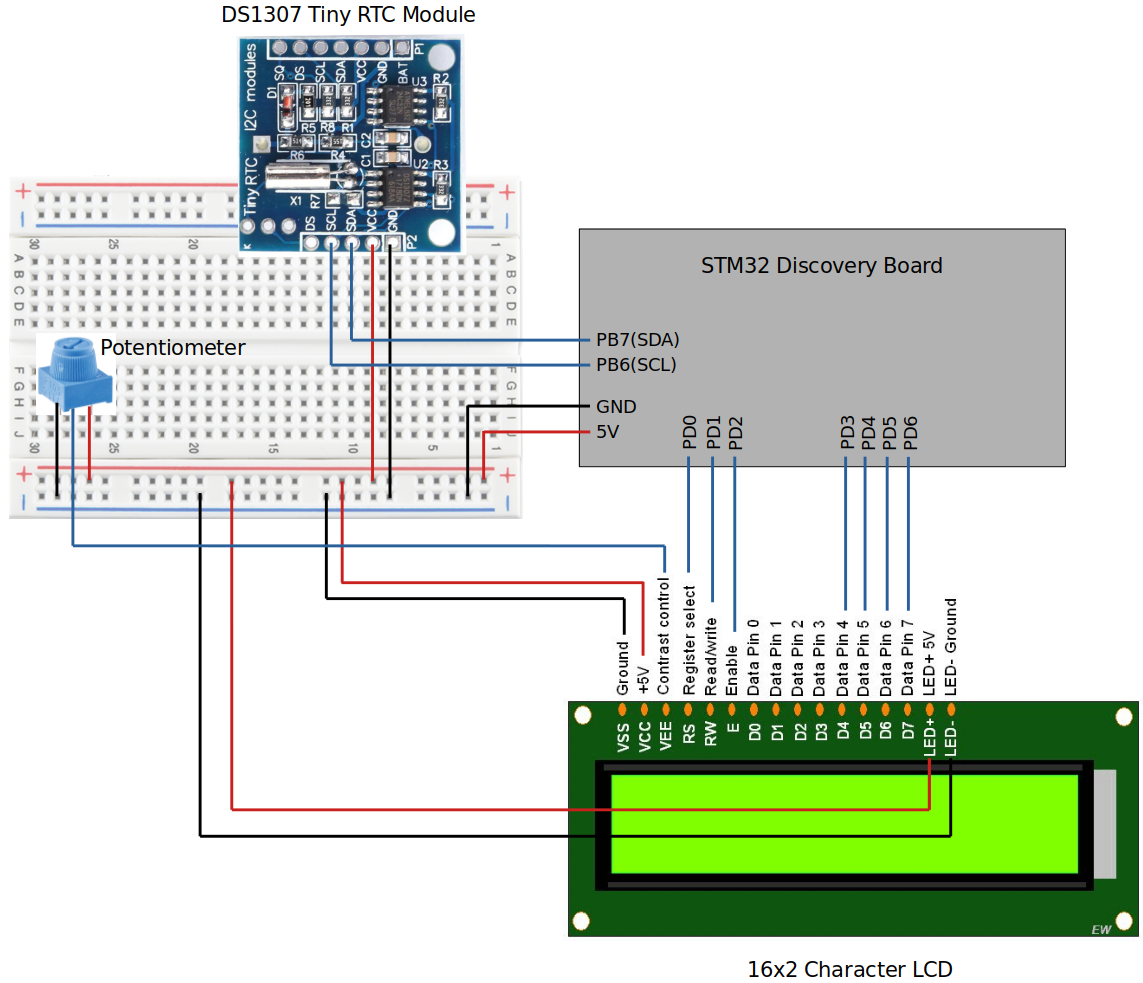 DS1307 Tiny RTC Module
P1
SQ
DS
SCL
SDA
VCC
GND
BAT
I2C modules
Tiny RTC
D1
U3
R2
R5
R8
R1
C2
R6
R4
C1
U2
R3
X1
R7
DS
SCL
SDA
VCC
GND
P2
K
+
+
30
25
20
1
A
B
C
D
E
A
B
C
D
E
F
G
H
I
J
F
G
H
I
J
30
25
15
10
5
1
+
+
Potentiometer
STM32 Discovery Board
PB7(SDA)
PB6(SCL)
GND
5V
PD0
PD1
PD2
PD3
PD4
PD5
PD6
Ground
+5V
Contrast control
Register select
Read/write
Enable
Data Pin 0
Data Pin 1
Data Pin 2
Data Pin 3
Data Pin 4
Data Pin 5
Data Pin 6
Data Pin 7
LED+ 5V
LED- Ground
VSS
VCC
VEE
RS
RW
E
D0
D1
D2
D3
D4
D5
D6
D7
LED+
LED-
EW
16x2 Character LCD